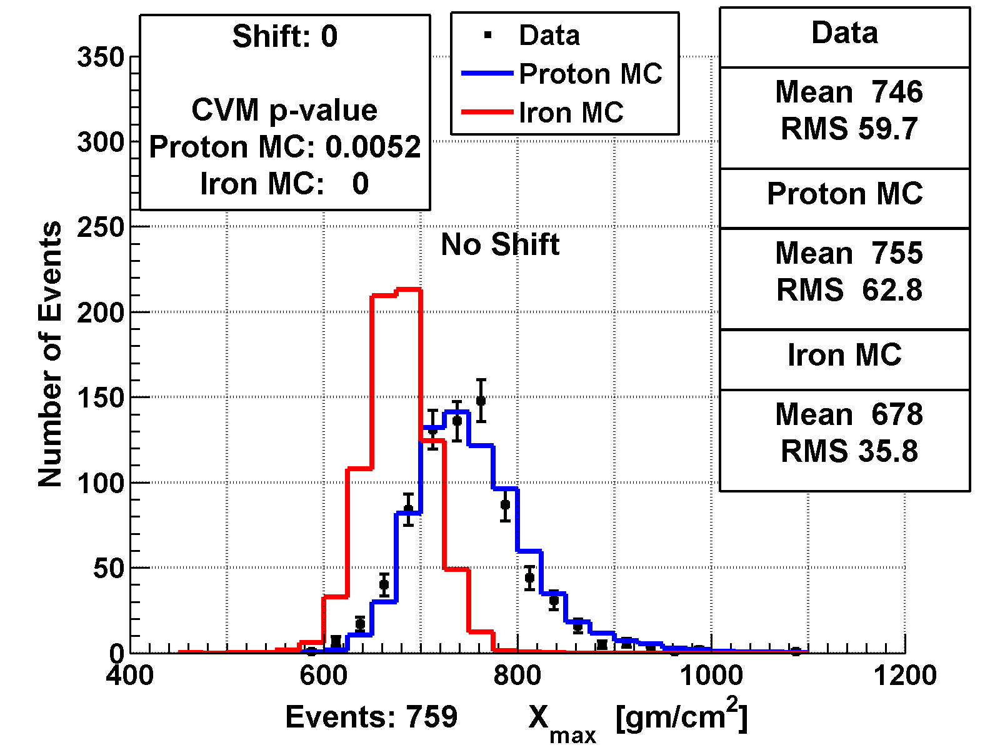 Shift: 0
CVM p-value
Proton MC: 0.0052
Iron MC: 0
Data
Proton MC
Iron MC
Data
Mean 746
RMS 59.7
Proton MC
Mean 755
RMS 62.8
Iron MC
Mean 678
RMS 35.8
No Shift
Number of Events
350
300
250
200
150
100
50
0
400 600 800 1000 1200
Events: 759 Xmax [gm/cm²]